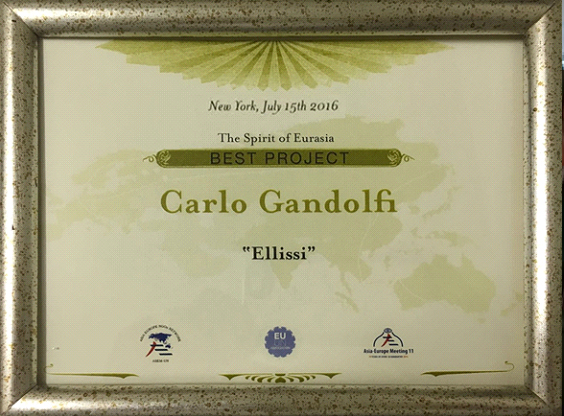 New York, July 15th 2016
The Spirit of Eurasia
BEST PROJECT
Carlo Gandolfi
"Ellissi"
EU
Asia-Europe Meeting 11